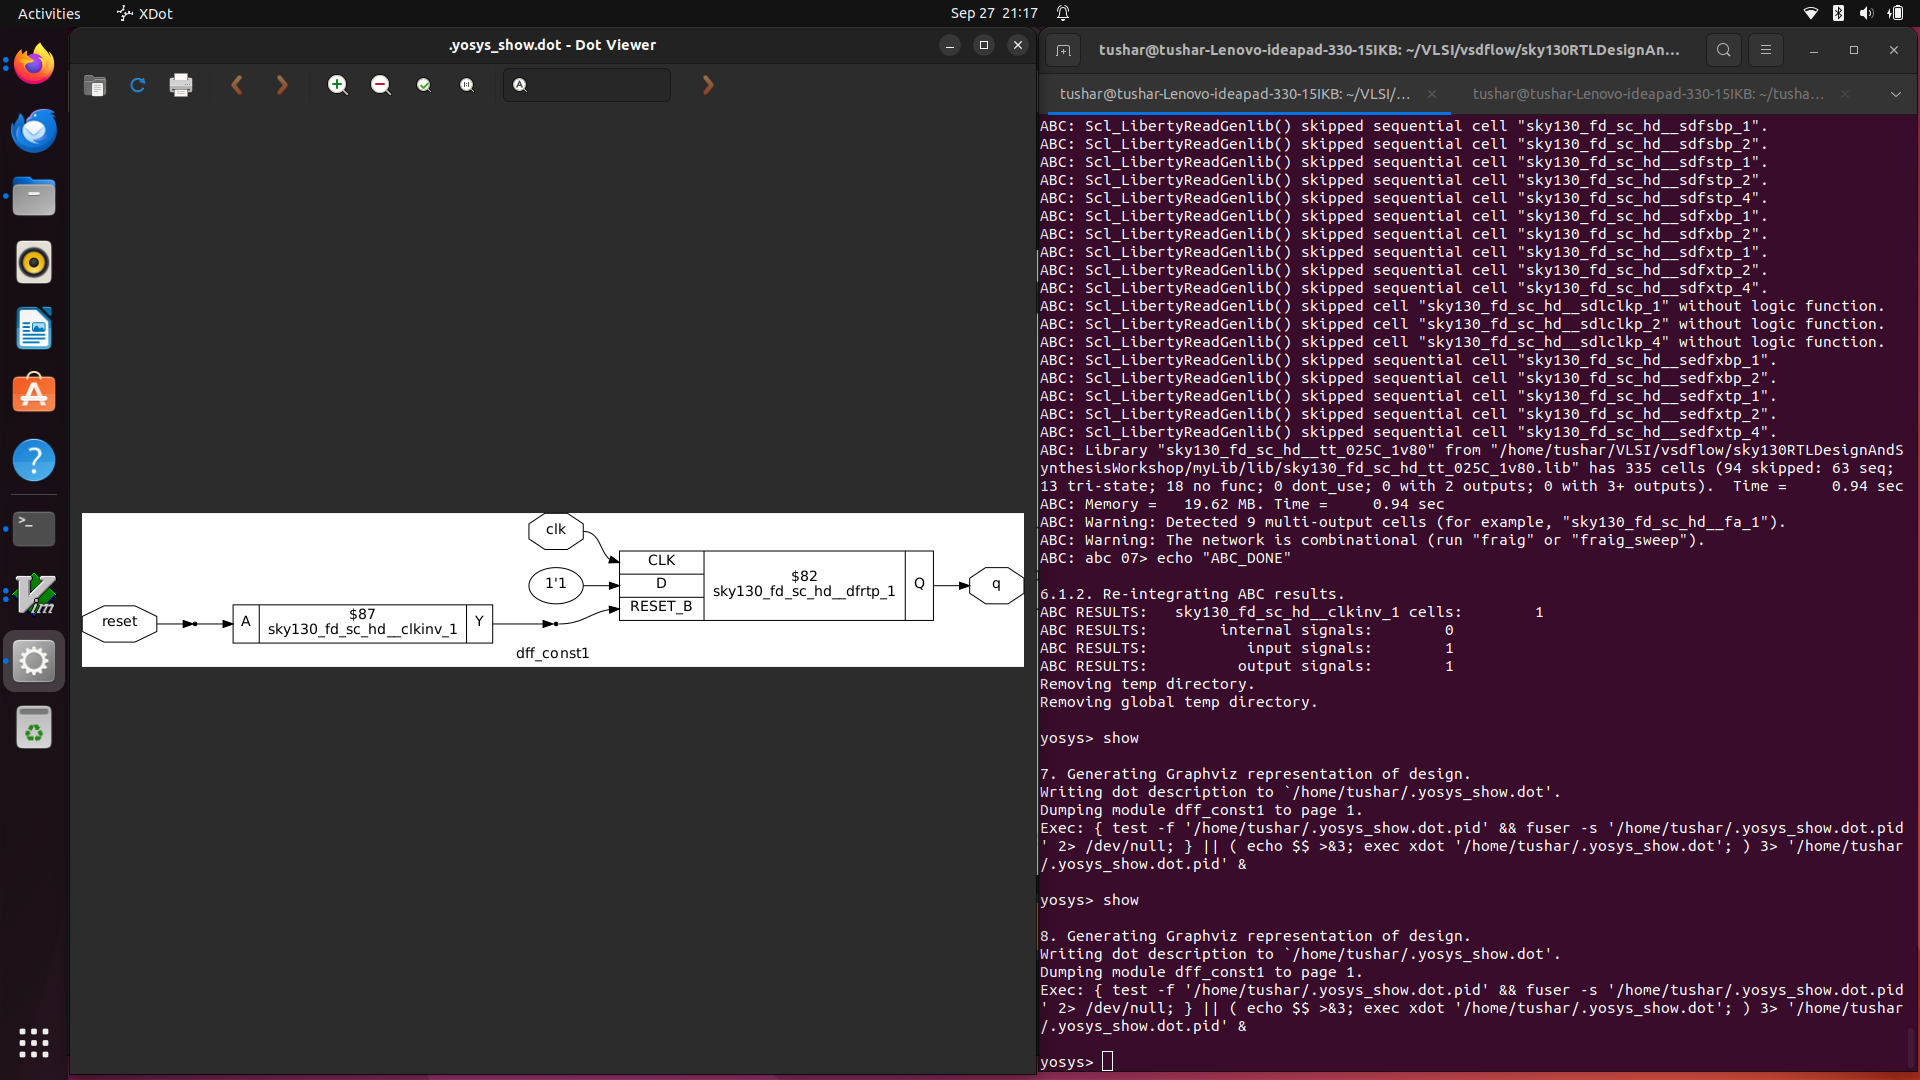 Activities
XDot
Sep 27 21:17
.yosys_show.dot - Dot Viewer
clk
CLK
1'1
D
RESET_B
$82
sky130_fd_sc_hd__dfrtp_1
Q
q
reset
A
$87
sky130_fd_sc_hd__clkinv_1
Y
dff_const1
tushar@tushar-Lenovo-ideapad-330-15IKB: ~/VLSI/vsdflow/sky130RTLDesignAn...
tushar@tushar-Lenovo-ideapad-330-15IKB: ~/VLSI/...
tushar@tushar-Lenovo-ideapad-330-15IKB: ~/tusha...
ABC: Scl_LibertyReadGenlib() skipped sequential cell "sky130_fd_sc_hd__sdfsbp_1".
ABC: Scl_LibertyReadGenlib() skipped sequential cell "sky130_fd_sc_hd__sdfsbp_2".
ABC: Scl_LibertyReadGenlib() skipped sequential cell "sky130_fd_sc_hd__sdfstp_1".
ABC: Scl_LibertyReadGenlib() skipped sequential cell "sky130_fd_sc_hd__sdfstp_2".
ABC: Scl_LibertyReadGenlib() skipped sequential cell "sky130_fd_sc_hd__sdfstp_4".
ABC: Scl_LibertyReadGenlib() skipped sequential cell "sky130_fd_sc_hd__sdfxbp_1".
ABC: Scl_LibertyReadGenlib() skipped sequential cell "sky130_fd_sc_hd__sdfxbp_2".
ABC: Scl_LibertyReadGenlib() skipped sequential cell "sky130_fd_sc_hd__sdfxtp_1".
ABC: Scl_LibertyReadGenlib() skipped sequential cell "sky130_fd_sc_hd__sdfxtp_2".
ABC: Scl_LibertyReadGenlib() skipped sequential cell "sky130_fd_sc_hd__sdfxtp_4".
ABC: Scl_LibertyReadGenlib() skipped cell "sky130_fd_sc_hd__sdlclkp_1" without logic function.
ABC: Scl_LibertyReadGenlib() skipped cell "sky130_fd_sc_hd__sdlclkp_2" without logic function.
ABC: Scl_LibertyReadGenlib() skipped cell "sky130_fd_sc_hd__sdlclkp_4" without logic function.
ABC: Scl_LibertyReadGenlib() skipped sequential cell "sky130_fd_sc_hd__sedfxbp_1".
ABC: Scl_LibertyReadGenlib() skipped sequential cell "sky130_fd_sc_hd__sedfxbp_2".
ABC: Scl_LibertyReadGenlib() skipped sequential cell "sky130_fd_sc_hd__sedfxtp_1".
ABC: Scl_LibertyReadGenlib() skipped sequential cell "sky130_fd_sc_hd__sedfxtp_2".
ABC: Scl_LibertyReadGenlib() skipped sequential cell "sky130_fd_sc_hd__sedfxtp_4".
ABC: Library "sky130_fd_sc_hd__tt_025C_1v80" from "/home/tushar/VLSI/vsdflow/sky130RTLDesignAndS
ynthesisWorkshop/myLib/lib/sky130_fd_sc_hd_tt_025C_1v80.lib" has 335 cells (94 skipped: 63 seq;
13 tri-state; 18 no func; 0 dont_use; 0 with 2 outputs; 0 with 3+ outputs).  Time =     0.94 sec
ABC: Memory =   19.62 MB. Time =     0.94 sec
ABC: Warning: Detected 9 multi-output cells (for example, "sky130_fd_sc_hd__fa_1").
ABC: Warning: The network is combinational (run "fraig" or "fraig_sweep").
ABC: abc 07> echo "ABC_DONE"
6.1.2. Re-integrating ABC results.
ABC RESULTS:   sky130_fd_sc_hd__clkinv_1 cells:        1
ABC RESULTS:        internal signals:        0
ABC RESULTS:           input signals:        1
ABC RESULTS:          output signals:        1
Removing temp directory.
Removing global temp directory.
yosys> show
7. Generating Graphviz representation of design.
Writing dot description to `/home/tushar/.yosys_show.dot'.
Dumping module dff_const1 to page 1.
Exec: { test -f '/home/tushar/.yosys_show.dot.pid' && fuser -s '/home/tushar/.yosys_show.dot.pid
' 2> /dev/null; } || ( echo $$ >&3; exec xdot '/home/tushar/.yosys_show.dot'; ) 3> '/home/tushar
/.yosys_show.dot.pid' &
yosys> show
8. Generating Graphviz representation of design.
Writing dot description to `/home/tushar/.yosys_show.dot'.
Dumping module dff_const1 to page 1.
Exec: { test -f '/home/tushar/.yosys_show.dot.pid' && fuser -s '/home/tushar/.yosys_show.dot.pid
' 2> /dev/null; } || ( echo $$ >&3; exec xdot '/home/tushar/.yosys_show.dot'; ) 3> '/home/tushar
/.yosys_show.dot.pid' &
yosys>